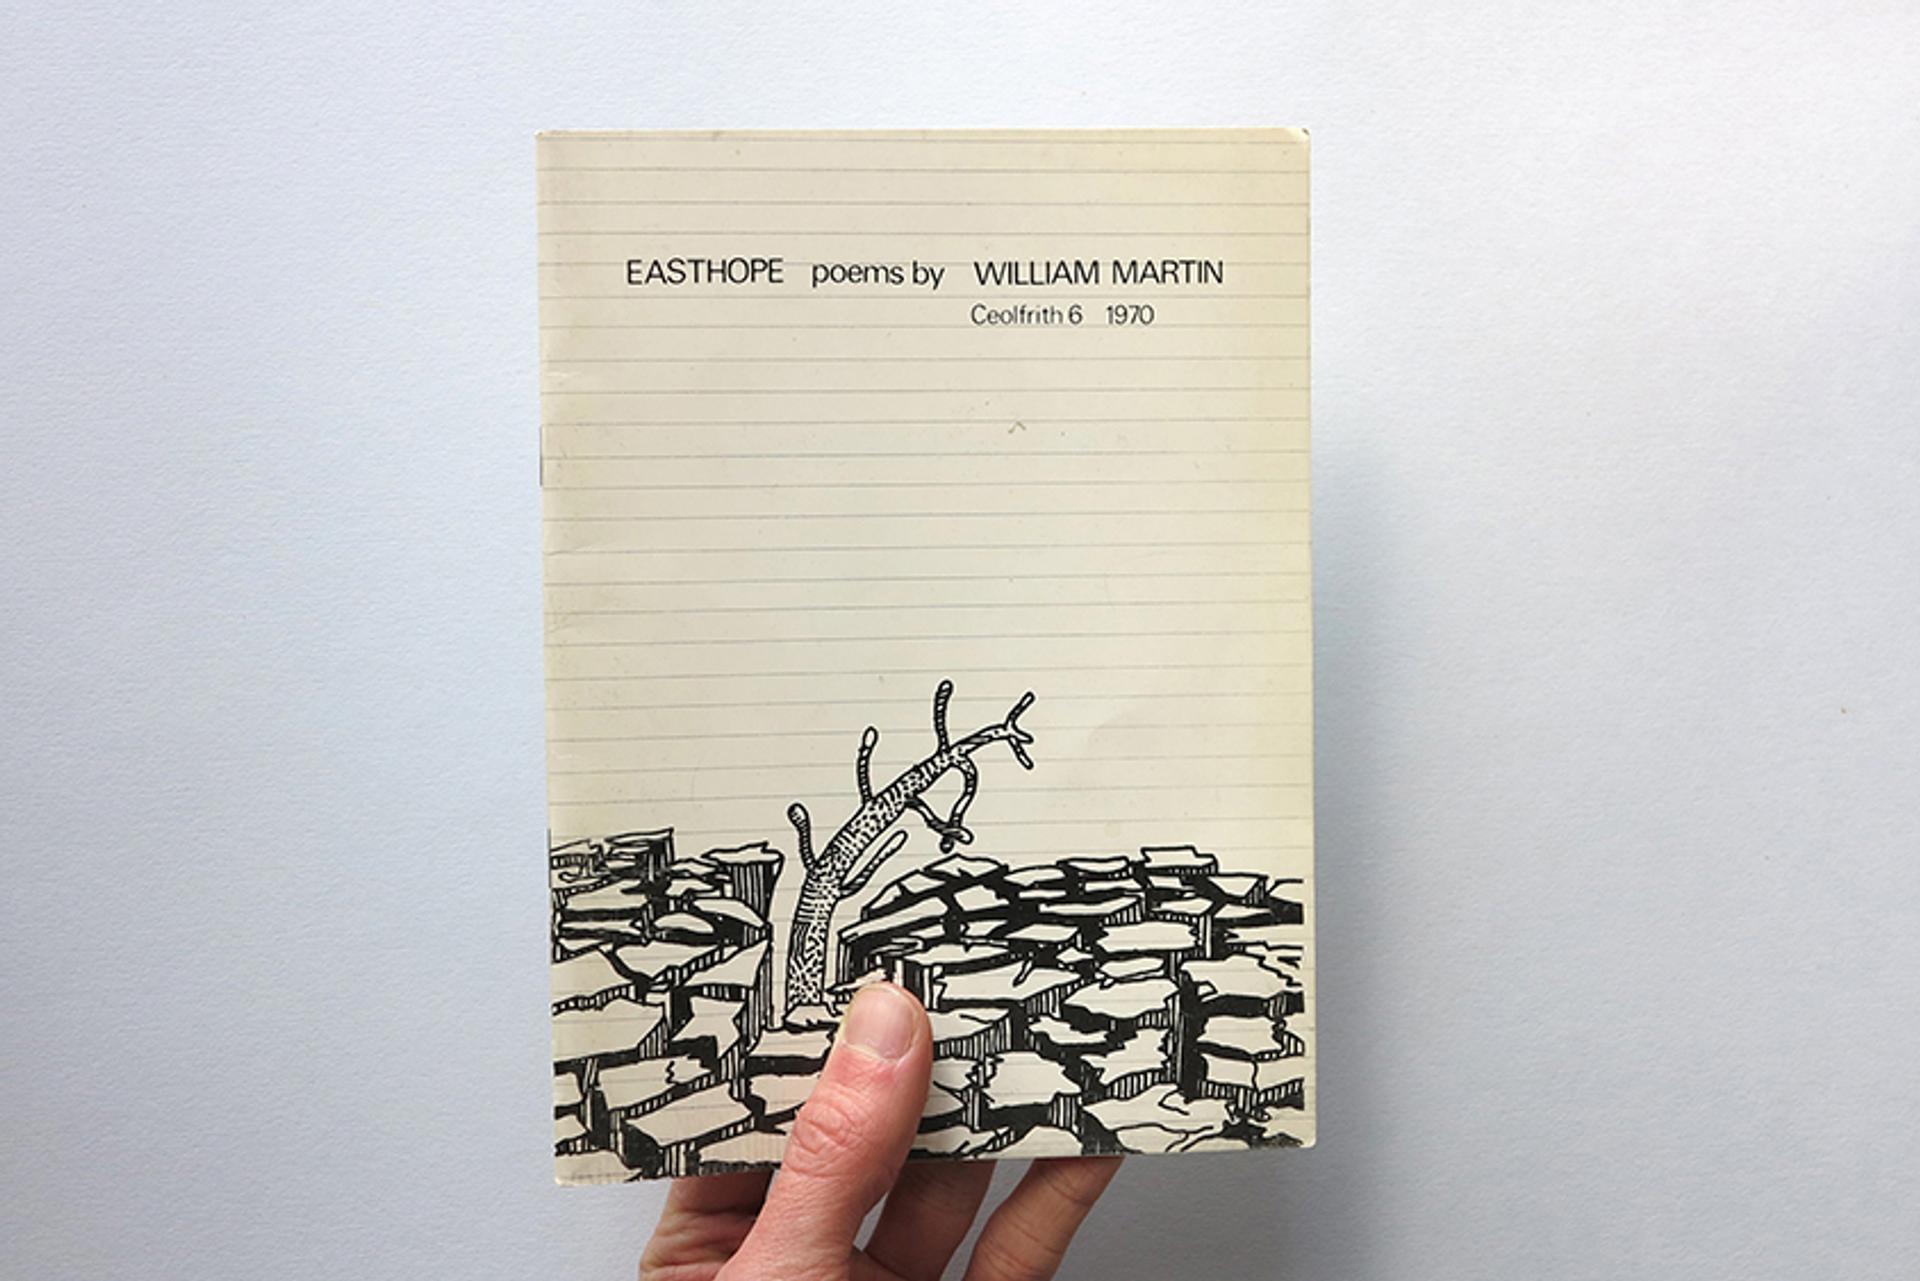 EASTHOPE poems by WILLIAM MARTIN
Ceolfrith 6 1970